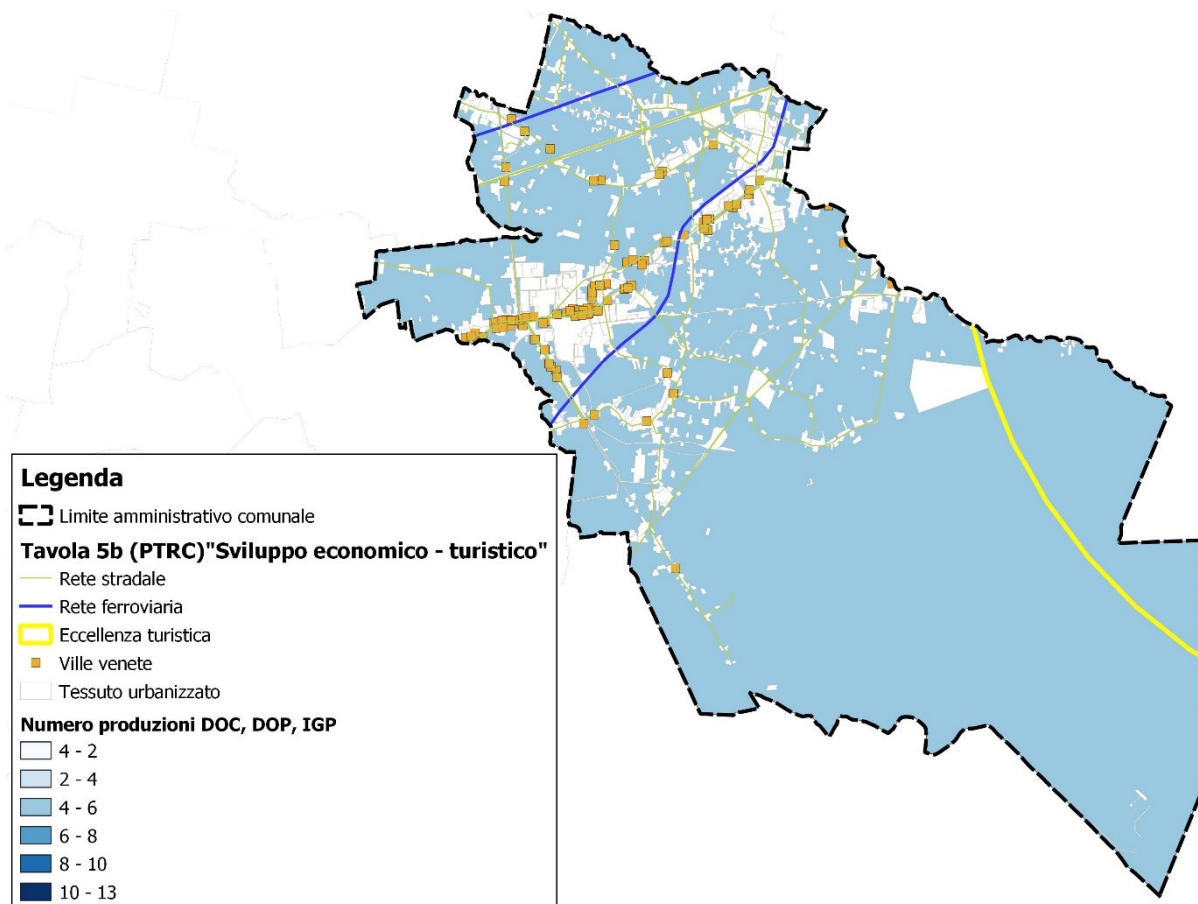 Legenda
Limite amministrativo comunale
Tavola 5b (PTRC)"Sviluppo economico - turistico"
Rete stradale
Rete ferroviaria
Eccellenza turistica
Ville venete
Tessuto urbanizzato
Numero produzioni DOC, DOP, IGP
4 - 2
2 - 4
4 - 6
6 - 8
8 - 10
10 - 13